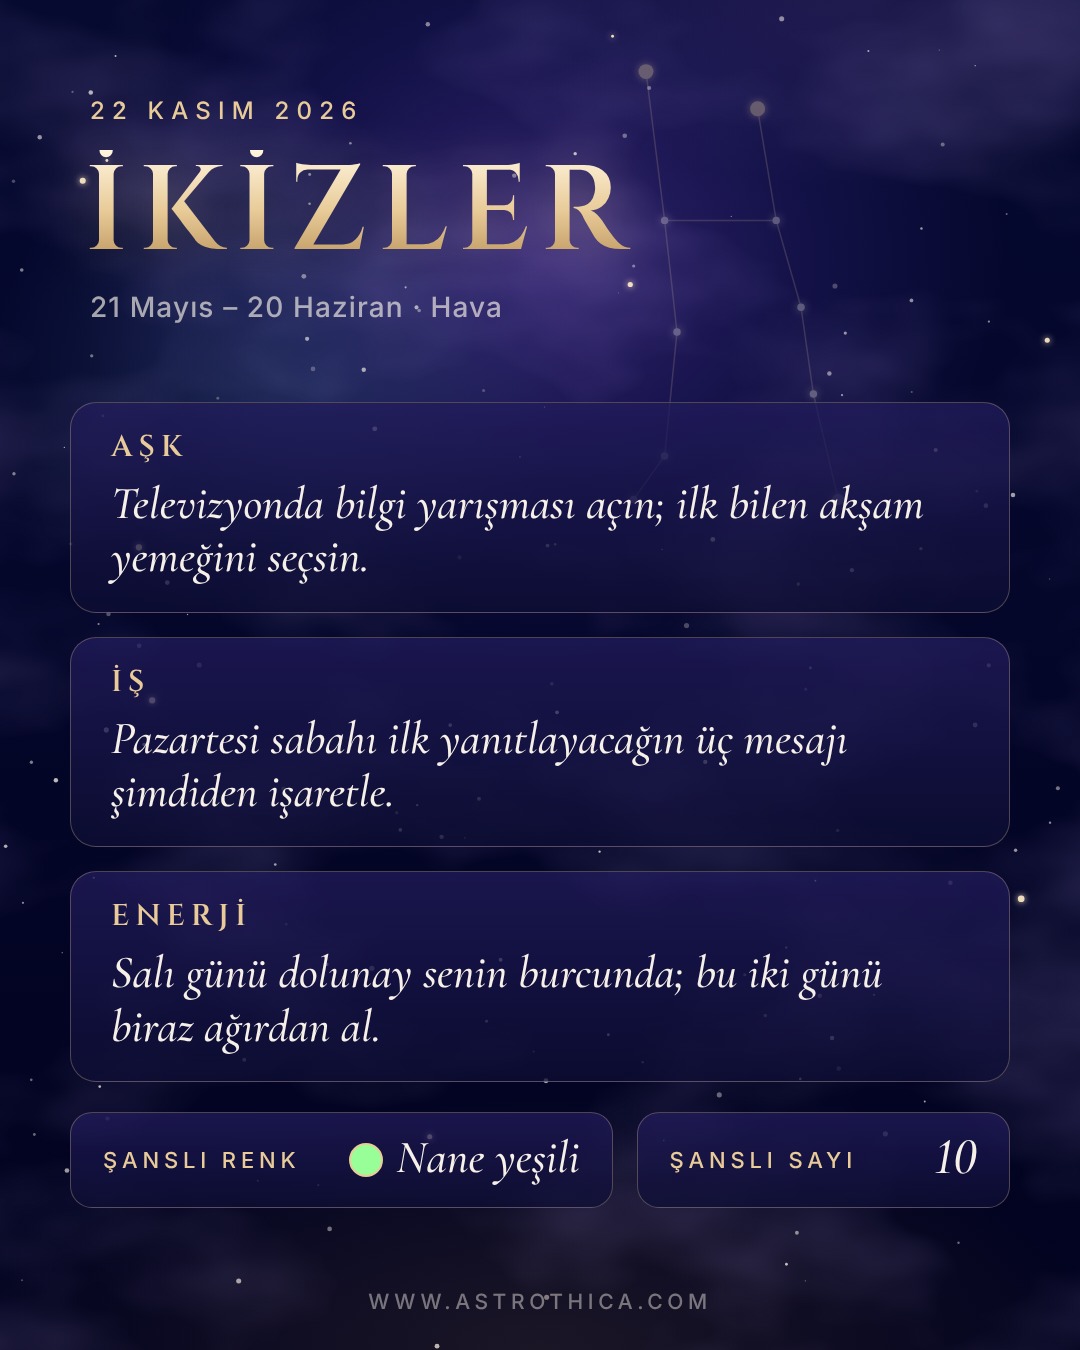 22 KASIM 2026
İKİZLER
21 Mayıs – 20 Haziran · Hava
AŞK
Televizyonda bilgi yarışması açın; ilk bilen akşam
yemeğini seçsin.
İŞ
Pazartesi sabahı ilk yanıtlayacağın üç mesajı
şimdiden işaretle.
ENERJİ
Salı günü dolunay senin burcunda; bu iki günü
biraz ağırdan al.
ŞANSLI RENK Nane yeşili
ŞANSLI SAYI 10
WWW.ASTROTHICA.COM